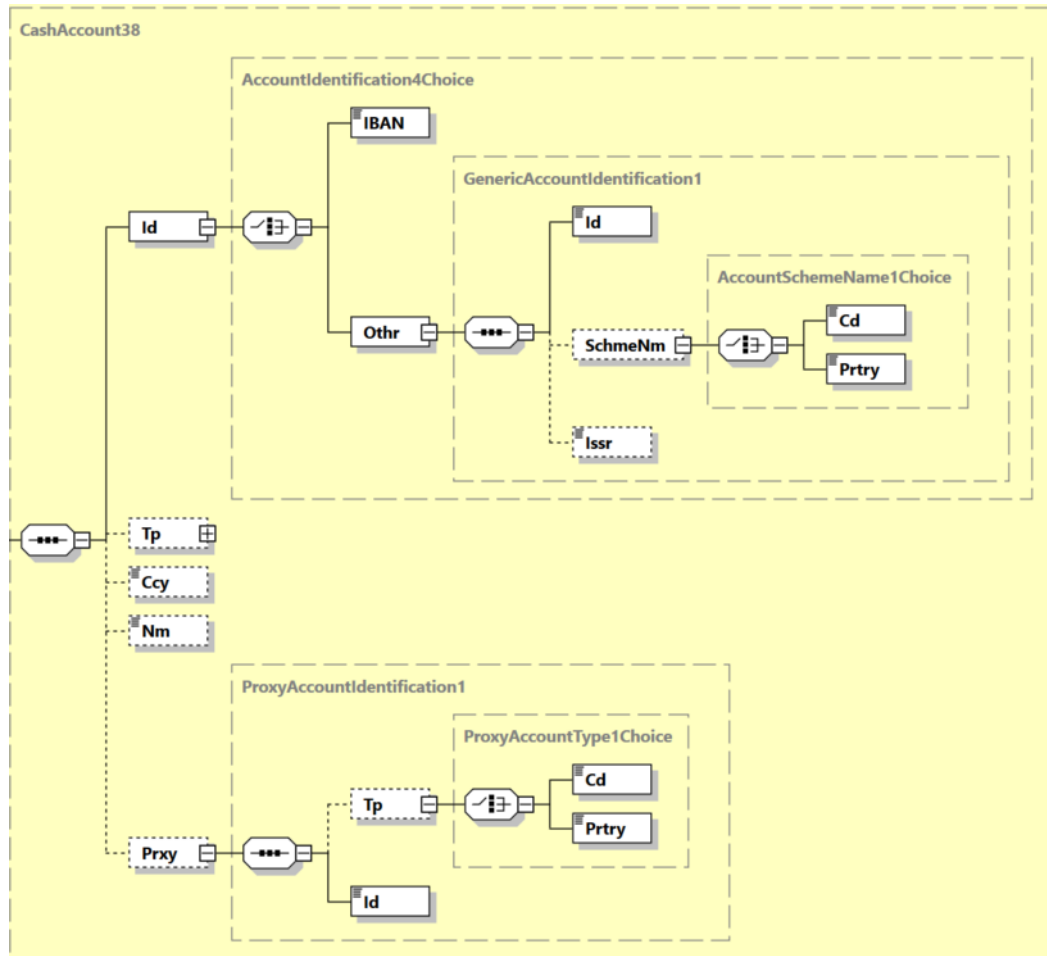 CashAccount38
AccountIdentification4Choice
IBAN
GenericAccountIdentification1
Id
Id
AccountSchemeName1Choice
Cd
Othr
SchmeNm
Prtry
Issr
Tp
Ccy
Nm
ProxyAccountIdentification1
ProxyAccountType1Choice
Cd
Tp
Prtry
Prxy
Id